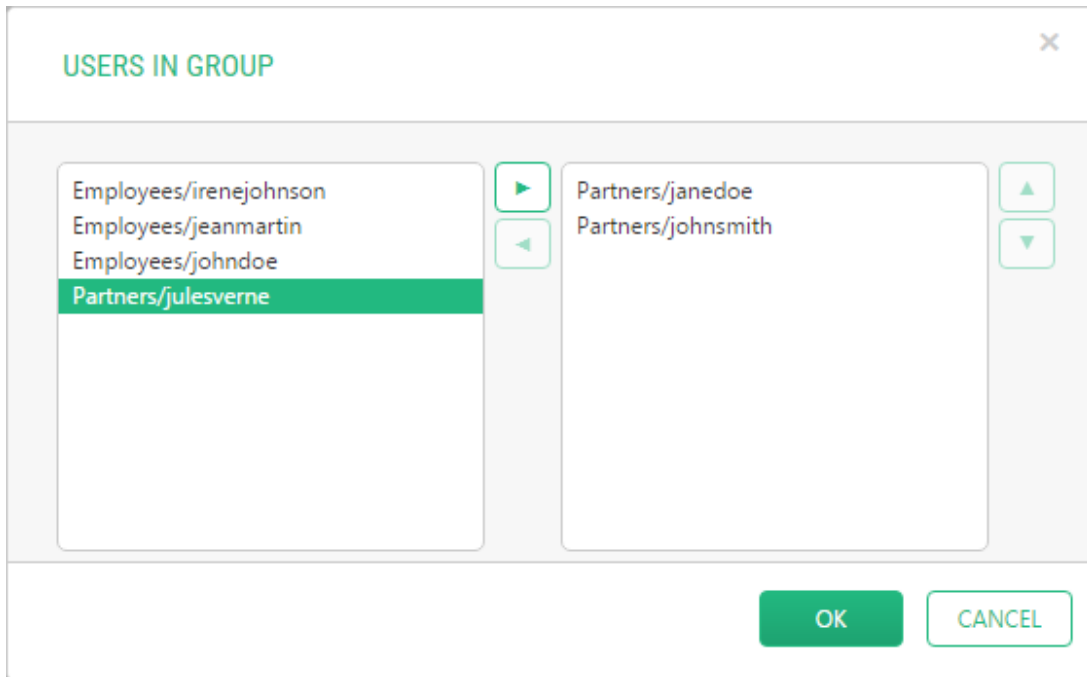 USERS IN GROUP
Employees/irenejohnson
Employees/jeanmartin
Employees/johndoe
Partners/julesverne
Partners/janedoe
Partners/johnsmith
OK
CANCEL